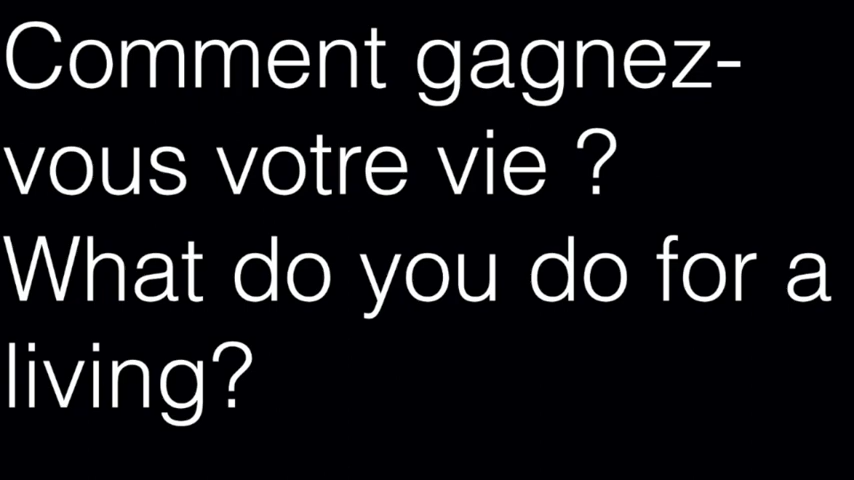 Comment gagnez-
vous votre vie ?
What do you do for a
living?